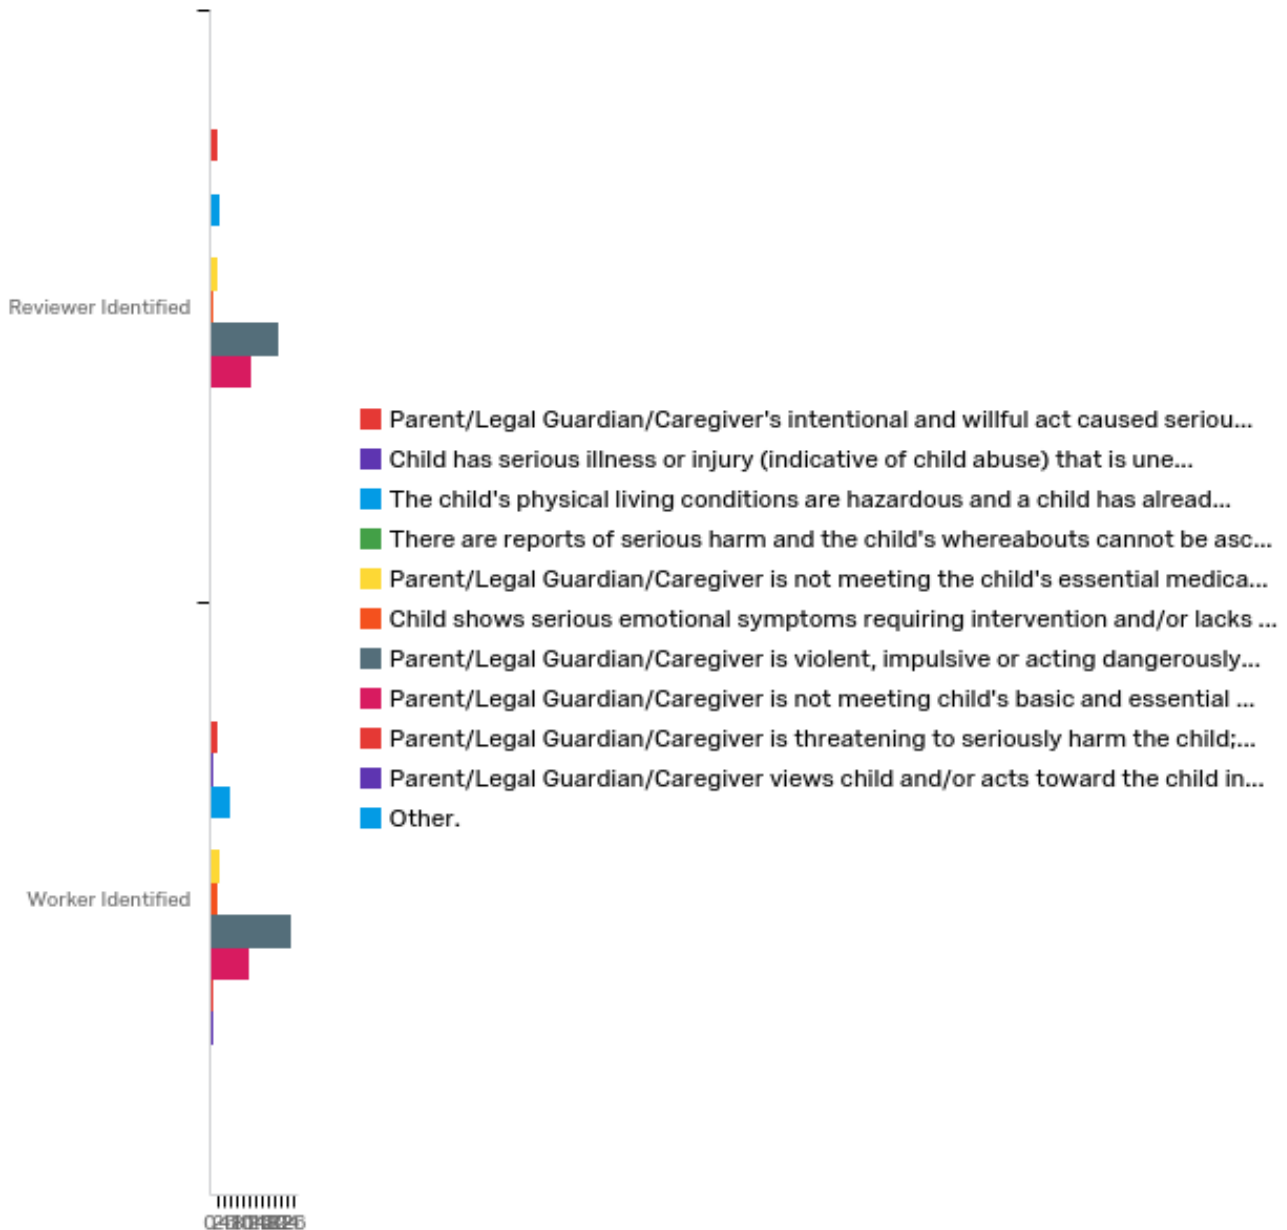 Reviewer Identified
Parent/Legal Guardian/Caregiver's intentional and willful act caused seriou...
Child has serious illness or injury (indicative of child abuse) that is une...
The child's physical living conditions are hazardous and a child has alread...
There are reports of serious harm and the child's whereabouts cannot be asc...
Parent/Legal Guardian/Caregiver is not meeting the child's essential medica...
Child shows serious emotional symptoms requiring intervention and/or lacks ...
Parent/Legal Guardian/Caregiver is violent, impulsive or acting dangerously...
Parent/Legal Guardian/Caregiver is not meeting child's basic and essential ...
Parent/Legal Guardian/Caregiver is threatening to seriously harm the child;...
Parent/Legal Guardian/Caregiver views child and/or acts toward the child in...
Other.
Worker Identified